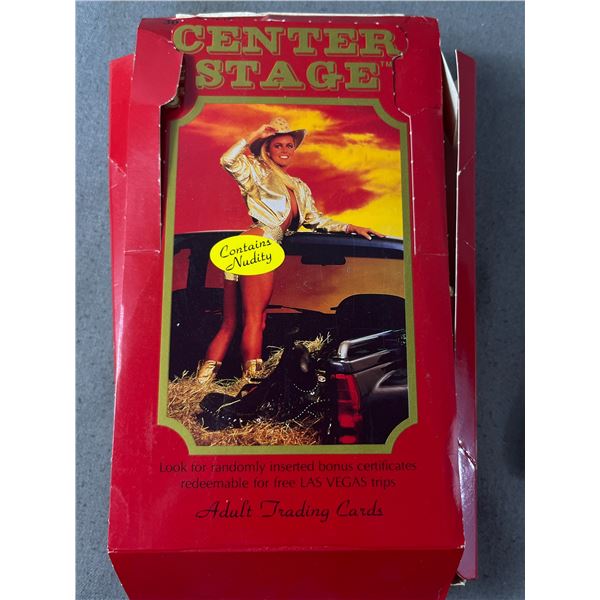 CENTER
STAGE™
Contains
Nudity
Look for randomly inserted bonus certificates
redeemable for free LAS VEGAS trips
Adult Trading Cards